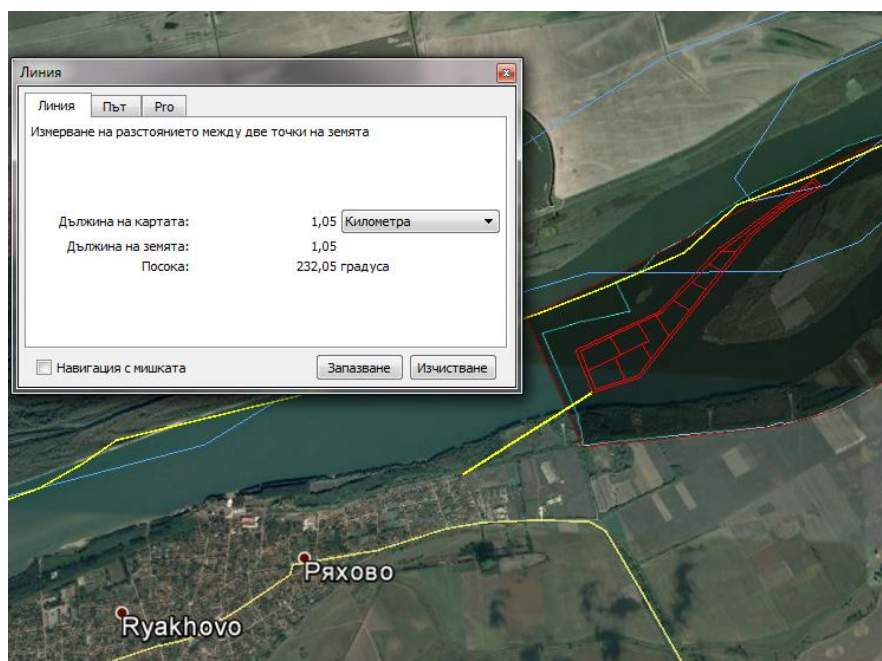 Линия
Линия Път Pro
Измерване на разстоянието между две точки на земята
Дължина на картата: 1,05 Километра
Дължина на земята: 1,05
Посока: 232,05 градуса
Навигация с мишката Запазване Изчистване
Ряхово
Ryakhovo